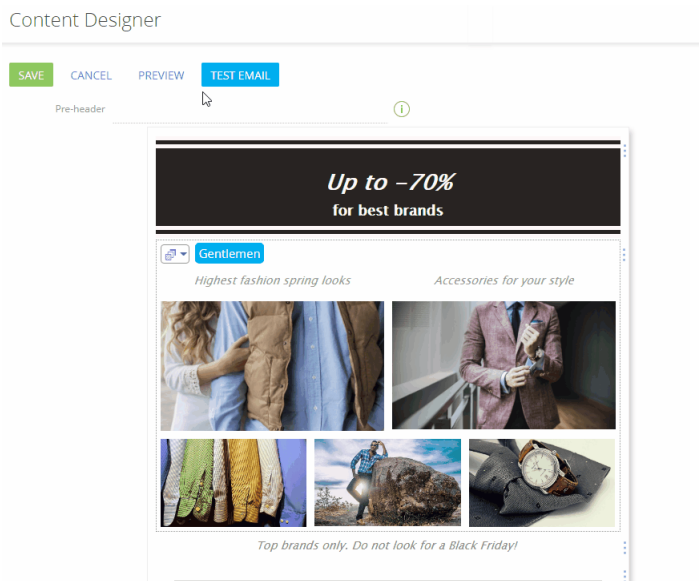 Content Designer
SAVE CANCEL PREVIEW TEST EMAIL
Pre-header
Up to –70%
for best brands
Gentlemen
Highest fashion spring looks Accessories for your style
Top brands only. Do not look for a Black Friday!